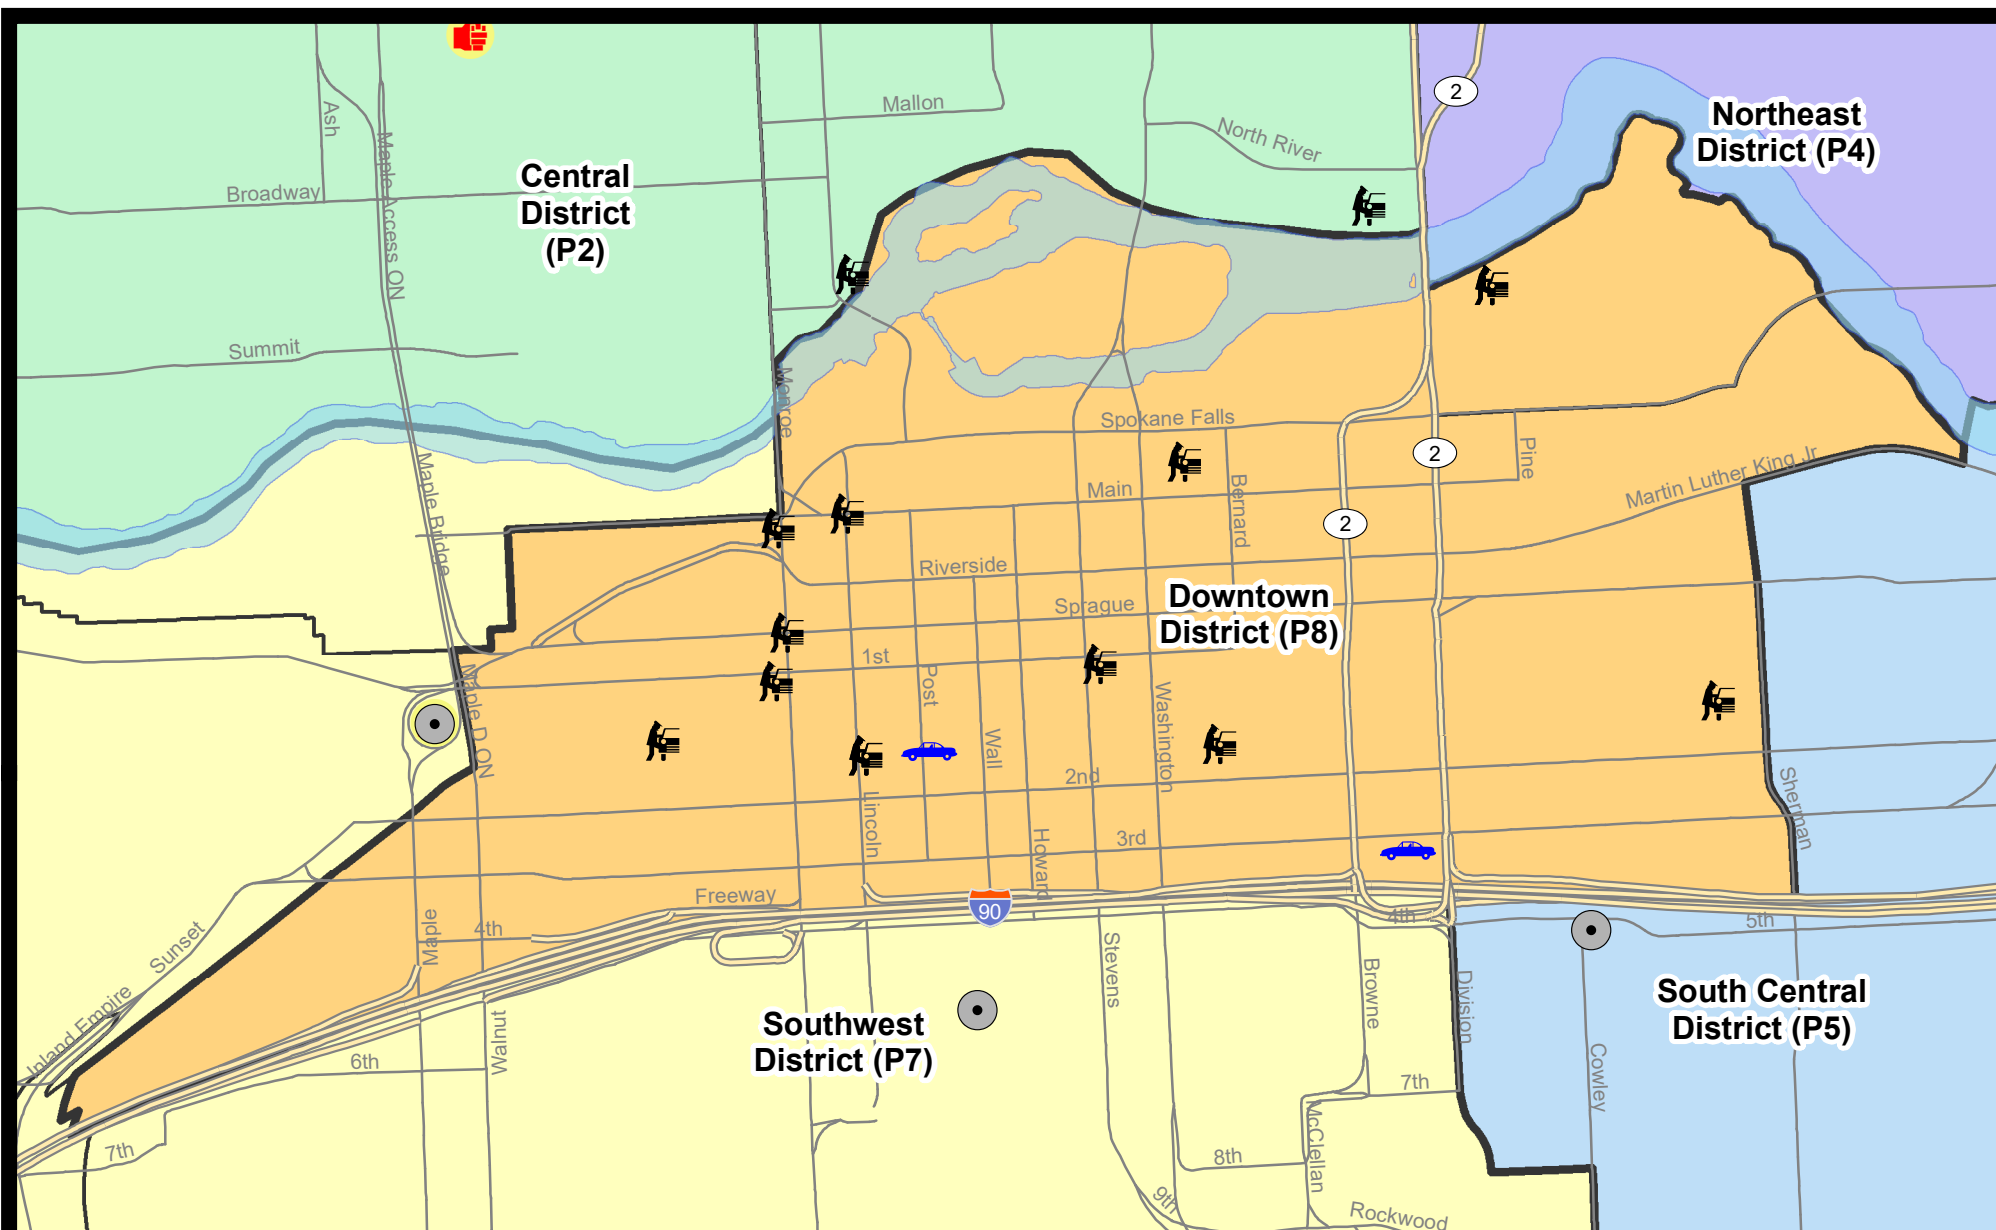 2
Northeast
District (P4)
Ash
Mallon
Maple Access ON
North River
Central
District
(P2)
Broadway
Summit
Monroe
Spokane Falls
Pine
2
Maple Bridge
Main
Bernard
Martin Luther King Jr
2
Riverside
Downtown
District (P8)
Sprague
1st
Post
Maple D ON
Washington
Wall
2nd
Sherman
Lincoln
3rd
Howard
Freeway
90
Maple
4th
4th
5th
Sunset
Stevens
Browne
Division
Inland Empire
Southwest
District (P7)
South Central
District (P5)
Walnut
6th
Cowley
7th
McClellan
7th
8th
9th
Rockwood